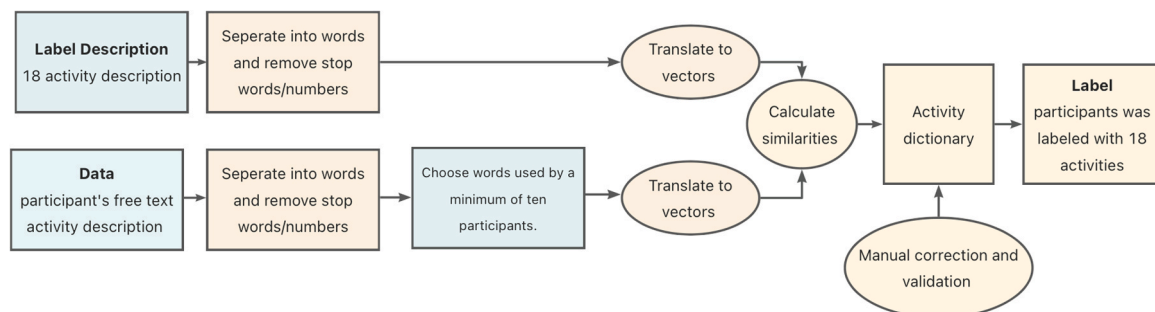 Label Description
18 activity description
Seperate into words
and remove stop
words/numbers
Translate to
vectors
Data
participant's free text
activity description
Seperate into words
and remove stop
words/numbers
Choose words used by a
minimum of ten
participants.
Translate to
vectors
Calculate
similarities
Activity
dictionary
Label
participants was
labeled with 18
activities
Manual correction and
validation